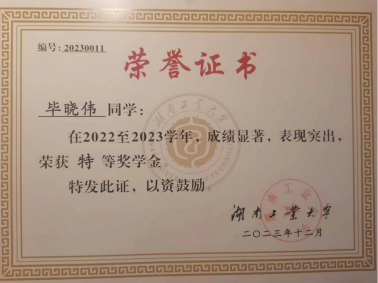 编号: 20230011
荣誉证书
毕晓伟 同学:
在2022至2023学年，成绩显著，表现突出，
荣获 特 等奖学金
特发此证，以资鼓励
湖南工业大学
二〇二三年十二月